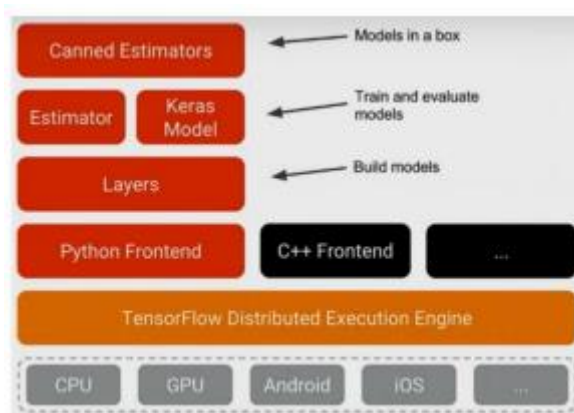 Canned Estimators
Models in a box
Estimator
Keras
Model
Train and evaluate
models
Layers
Build models
Python Frontend
C++ Frontend
...
TensorFlow Distributed Execution Engine
CPU
GPU
Android
iOS
...